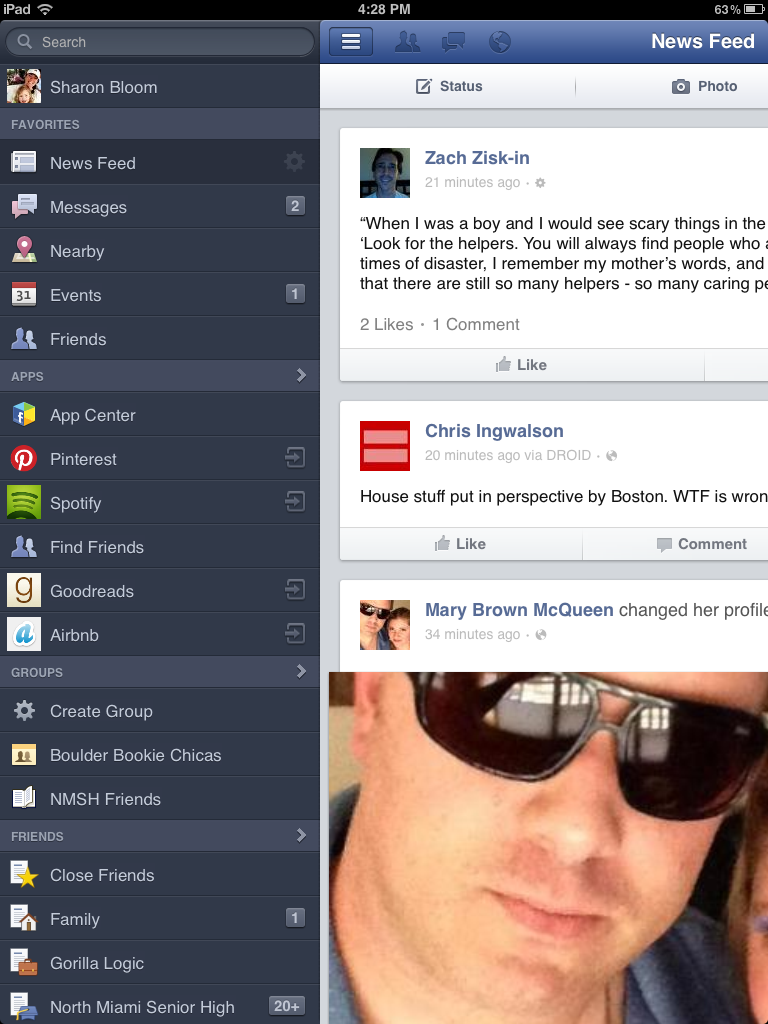 iPad 4:28 PM 63%
Search
Sharon Bloom
FAVORITES
News Feed
Messages 2
Nearby
31 Events 1
Friends
APPS
App Center
Pinterest
Spotify
Find Friends
g Goodreads
a Airbnb
GROUPS
Create Group
Boulder Bookie Chicas
NMSH Friends
FRIENDS
Close Friends
Family 1
Gorilla Logic
North Miami Senior High 20+
News Feed
Status Photo
Zach Zisk-in
21 minutes ago ·
“When I was a boy and I would see scary things in the
‘Look for the helpers. You will always find people who a
times of disaster, I remember my mother’s words, and
that there are still so many helpers - so many caring pe
2 Likes · 1 Comment
Like
Chris Ingwalson
20 minutes ago via DROID ·
House stuff put in perspective by Boston. WTF is wron
Like Comment
Mary Brown McQueen changed her profile
34 minutes ago ·